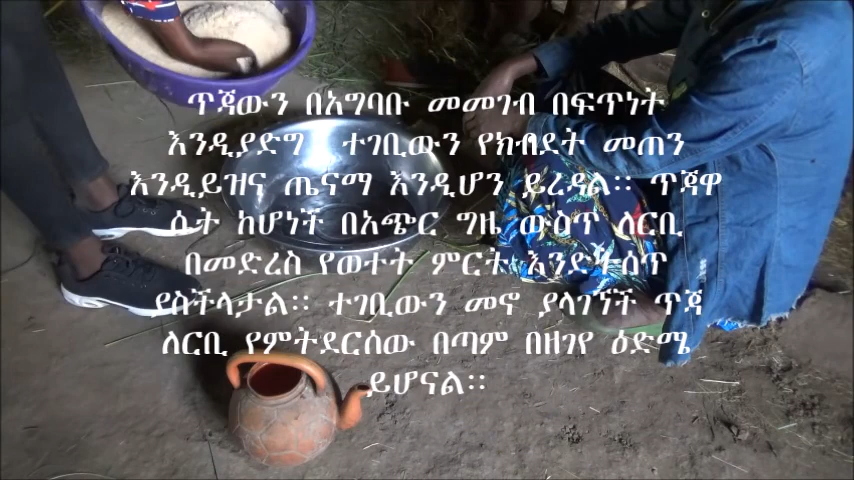 ጥጃውን በአግባቡ መመገብ በፍጥነት
እንዲያድግ ፣ ተገቢውን የክብደት መጠን
እንዲይዝና ጤናማ እንዲሆን ይረዳል፡፡ ጥጃዋ
ሴት ከሆነች በአጭር ግዜ ውስጥ ለርቢ
በመድረስ የወተት ምርት እንድትሰጥ
ያስችላታል፡፡ ተገቢውን መኖ ያላገኘች ጥጃ
ለርቢ የምትደርሰው በጣም በዘገየ ዕድሜ
ይሆናል፡፡